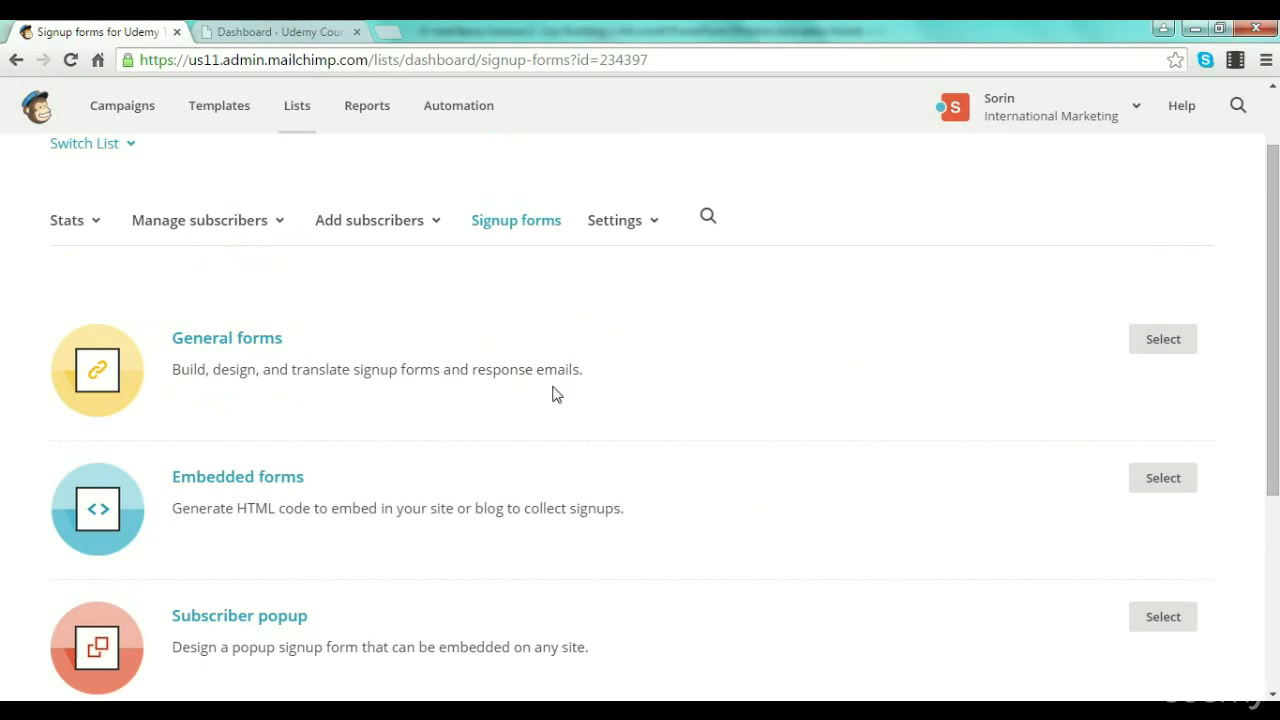 Signup forms for Udemy T
Dashboard ‹ Udemy Cour
https://us11.admin.mailchimp.com/lists/dashboard/signup-forms?id=234397
Campaigns
Templates
Lists
Reports
Automation
S
Sorin
International Marketing
Help
Switch List
Stats
Manage subscribers
Add subscribers
Signup forms
Settings
General forms
Select
Build, design, and translate signup forms and response emails.
Embedded forms
Select
Generate HTML code to embed in your site or blog to collect signups.
Subscriber popup
Select
Design a popup signup form that can be embedded on any site.